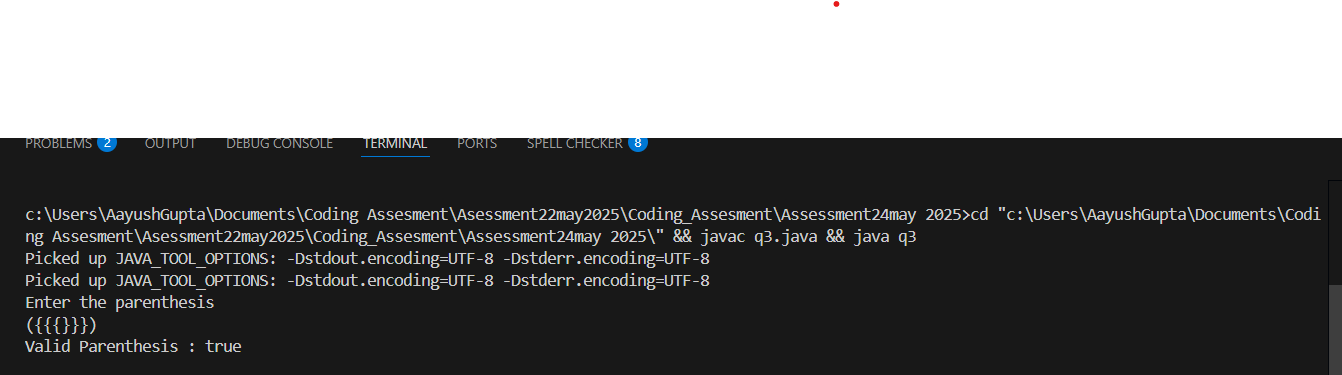 PROBLEMS 2 OUTPUT DEBUG CONSOLE TERMINAL PORTS SPELL CHECKER 8
c:\Users\AayushGupta\Documents\Coding Assesment\Asessment22may2025\Coding_Assesment\Assessment24may 2025>cd "c:\Users\AayushGupta\Documents\Codi
ng Assesment\Asessment22may2025\Coding_Assesment\Assessment24may 2025\" && javac q3.java && java q3
Picked up JAVA_TOOL_OPTIONS: -Dstdout.encoding=UTF-8 -Dstderr.encoding=UTF-8
Picked up JAVA_TOOL_OPTIONS: -Dstdout.encoding=UTF-8 -Dstderr.encoding=UTF-8
Enter the parenthesis
({{{}}})
Valid Parenthesis : true